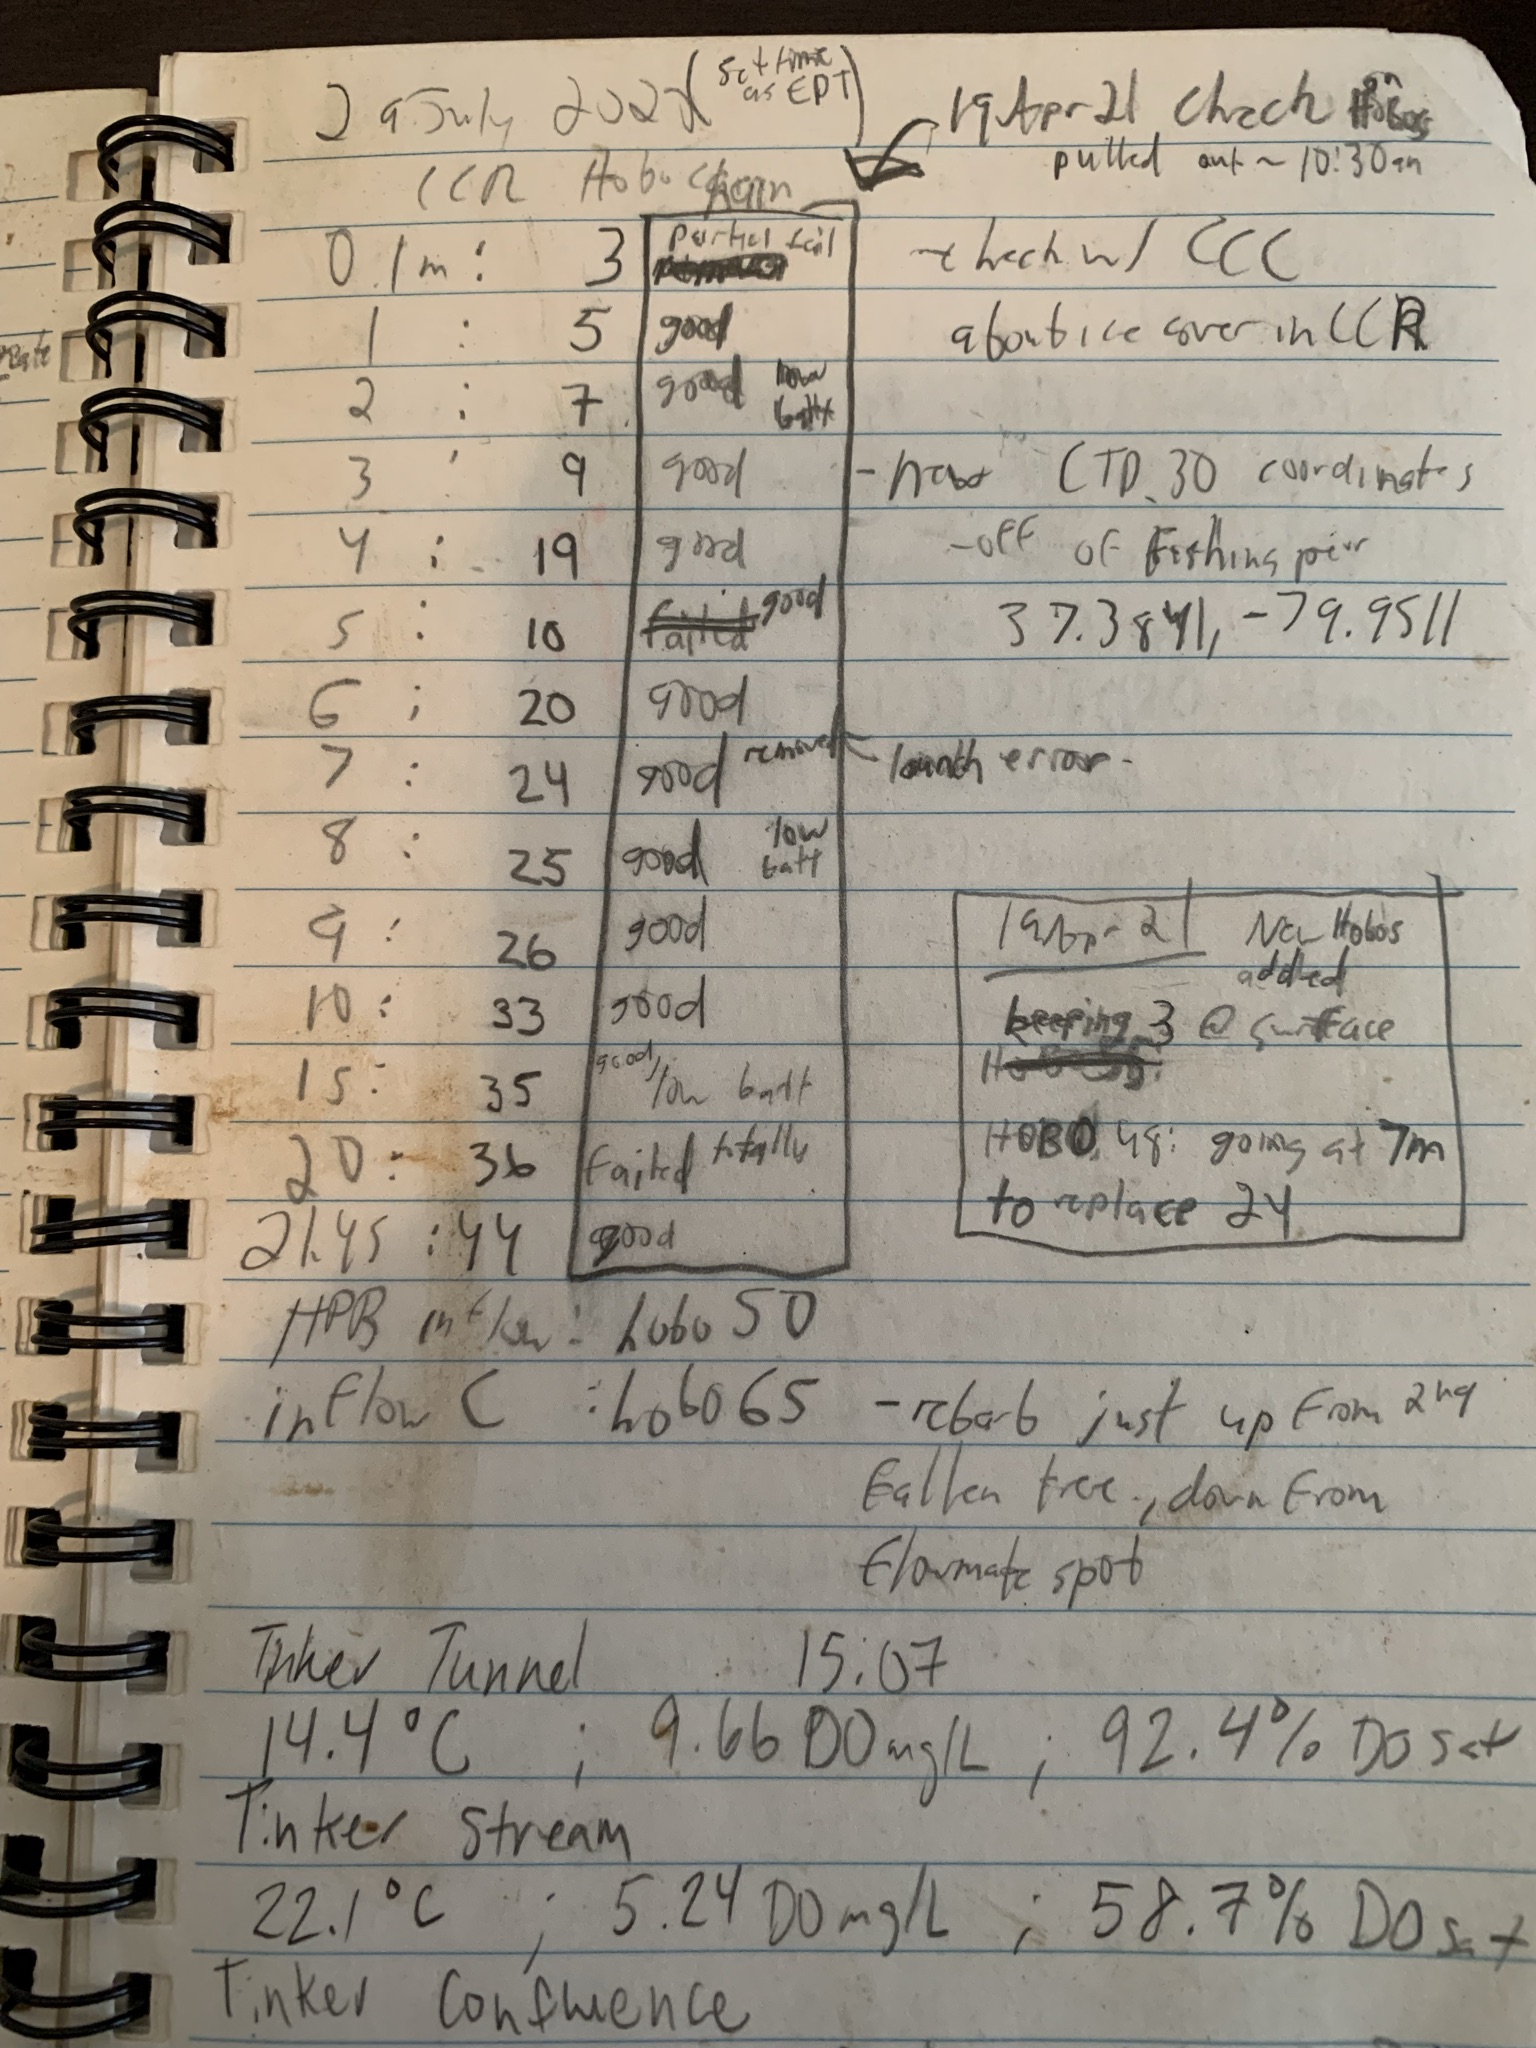 29 July 202 (set time
as EDT)
19 Apr 21 check on Hobos
pulled out ~ 10:30am
CCR Hobo chain
0.1m : 3 partial fail
- check w/ CCC
1 : 5 good
about ice cover in CCR
2 : 7 good low
batt
3 : 9 good
- new CTD 30 coordinates
4 : 19 good
- off of fishing pier
5 : 10 failed good
37.3841, -79.9511
6 : 20 good
7 : 24 good removed - launch error -
8 : 25 good low
batt
9 : 26 good
10 : 33 good
15 : 35 good, low batt
20 : 36 failed totally
21.45 : 44 good
19 Apr 21 New Hobos
added
keeping 3 @ surface
HOBO 48: going at 7m
to replace 24
HPB inflow : hobo 50
inflow C : hobo 65 - rebarb just up from 2nd
fallen tree, down from
flowmate spot
Tinker Tunnel 15:07
14.4°C ; 9.66 DO mg/L ; 92.4% DO sat
Tinker stream
22.1°C ; 5.24 DO mg/L ; 58.7% DO sat
Tinker Confluence